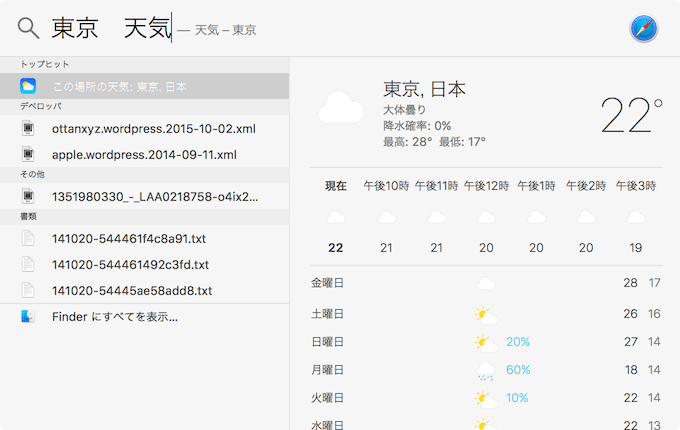 東京　天気 — 天気 – 東京
トップヒット
この場所の天気: 東京, 日本
デベロッパ
ottanxyz.wordpress.2015-10-02.xml
apple.wordpress.2014-09-11.xml
その他
1351980330_-_LAA0218758-o4ix2...
書類
141020-544461f4c8a91.txt
141020-544461492c3fd.txt
141020-54445ae58add8.txt
Finder にすべてを表示...
東京, 日本
大体曇り
降水確率: 0%
最高: 28° 最低: 17°
22°
現在 午後10時 午後11時 午後12時 午後1時 午後2時 午後3時
22 21 21 20 20 20 19
金曜日 28 17
土曜日 26 16
日曜日 20% 27 14
月曜日 60% 18 14
火曜日 10% 22 14
水曜日 22 13